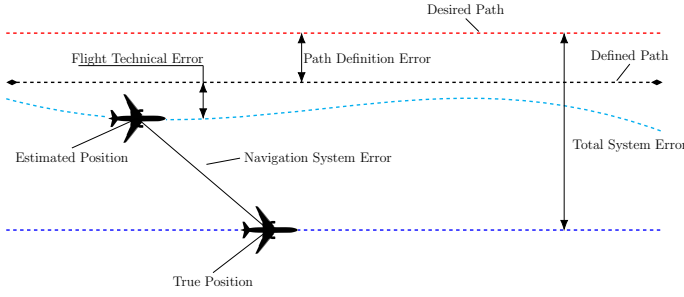 Desired Path
Flight Technical Error
Path Definition Error
Defined Path
Estimated Position
Navigation System Error
Total System Error
True Position